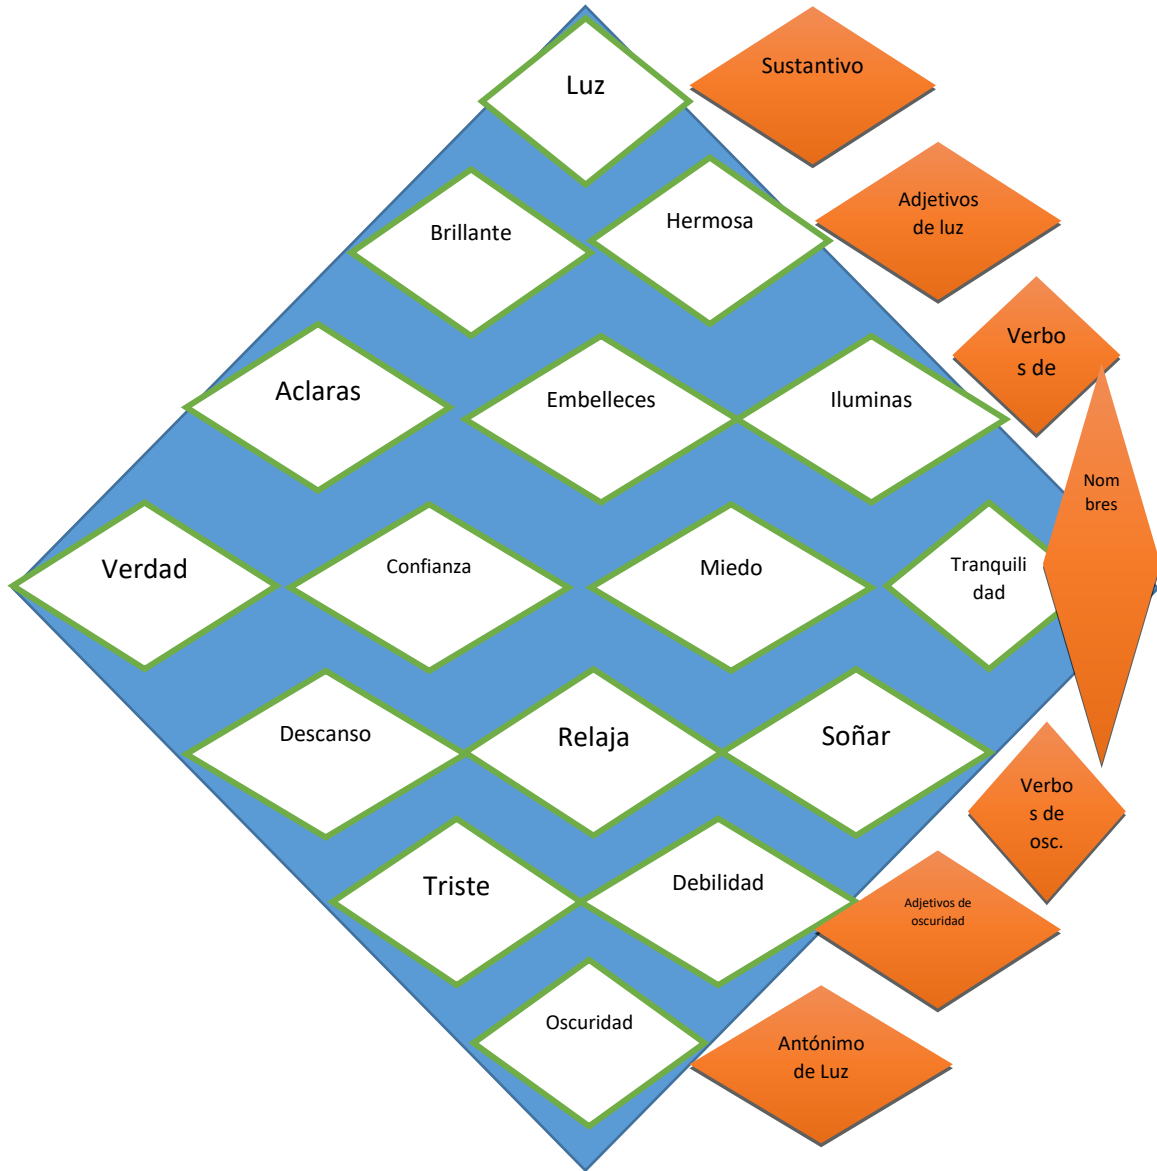 Luz
Sustantivo
Brillante
Hermosa
Adjetivos
de luz
Aclaras
Embelleces
Iluminas
Verbo
s de
Verdad
Confianza
Miedo
Tranquili
dad
Nom
bres
Descanso
Relaja
Soñar
Verbo
s de
osc.
Triste
Debilidad
Adjetivos de
oscuridad
Oscuridad
Antónimo
de Luz